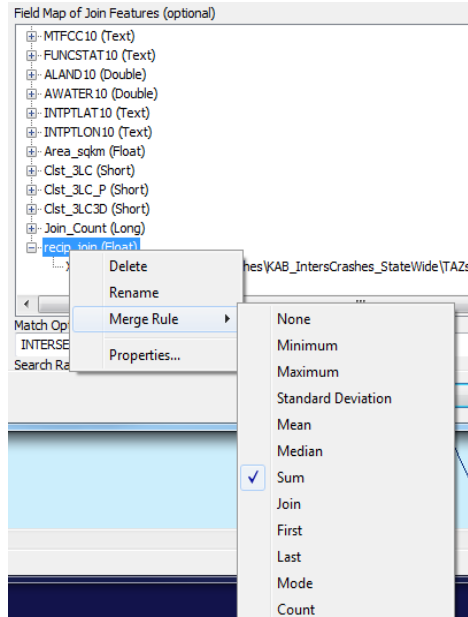 Field Map of Join Features (optional)
MTFCC10 (Text)
FUNCSTAT10 (Text)
ALAND10 (Double)
AWATER10 (Double)
INTPTLAT10 (Text)
INTPTLON10 (Text)
Area_sqkm (Float)
Clst_3LC (Short)
Clst_3LC_P (Short)
Clst_3LC3D (Short)
Join_Count (Long)
recip_join (Float)
Delete
hes\KAB_IntersCrashes_StateWide\TAZs
Rename
Match Op
Merge Rule
None
INTERSE
Properties...
Minimum
Search Ra
Maximum
Standard Deviation
Mean
Median
Sum
Join
First
Last
Mode
Count